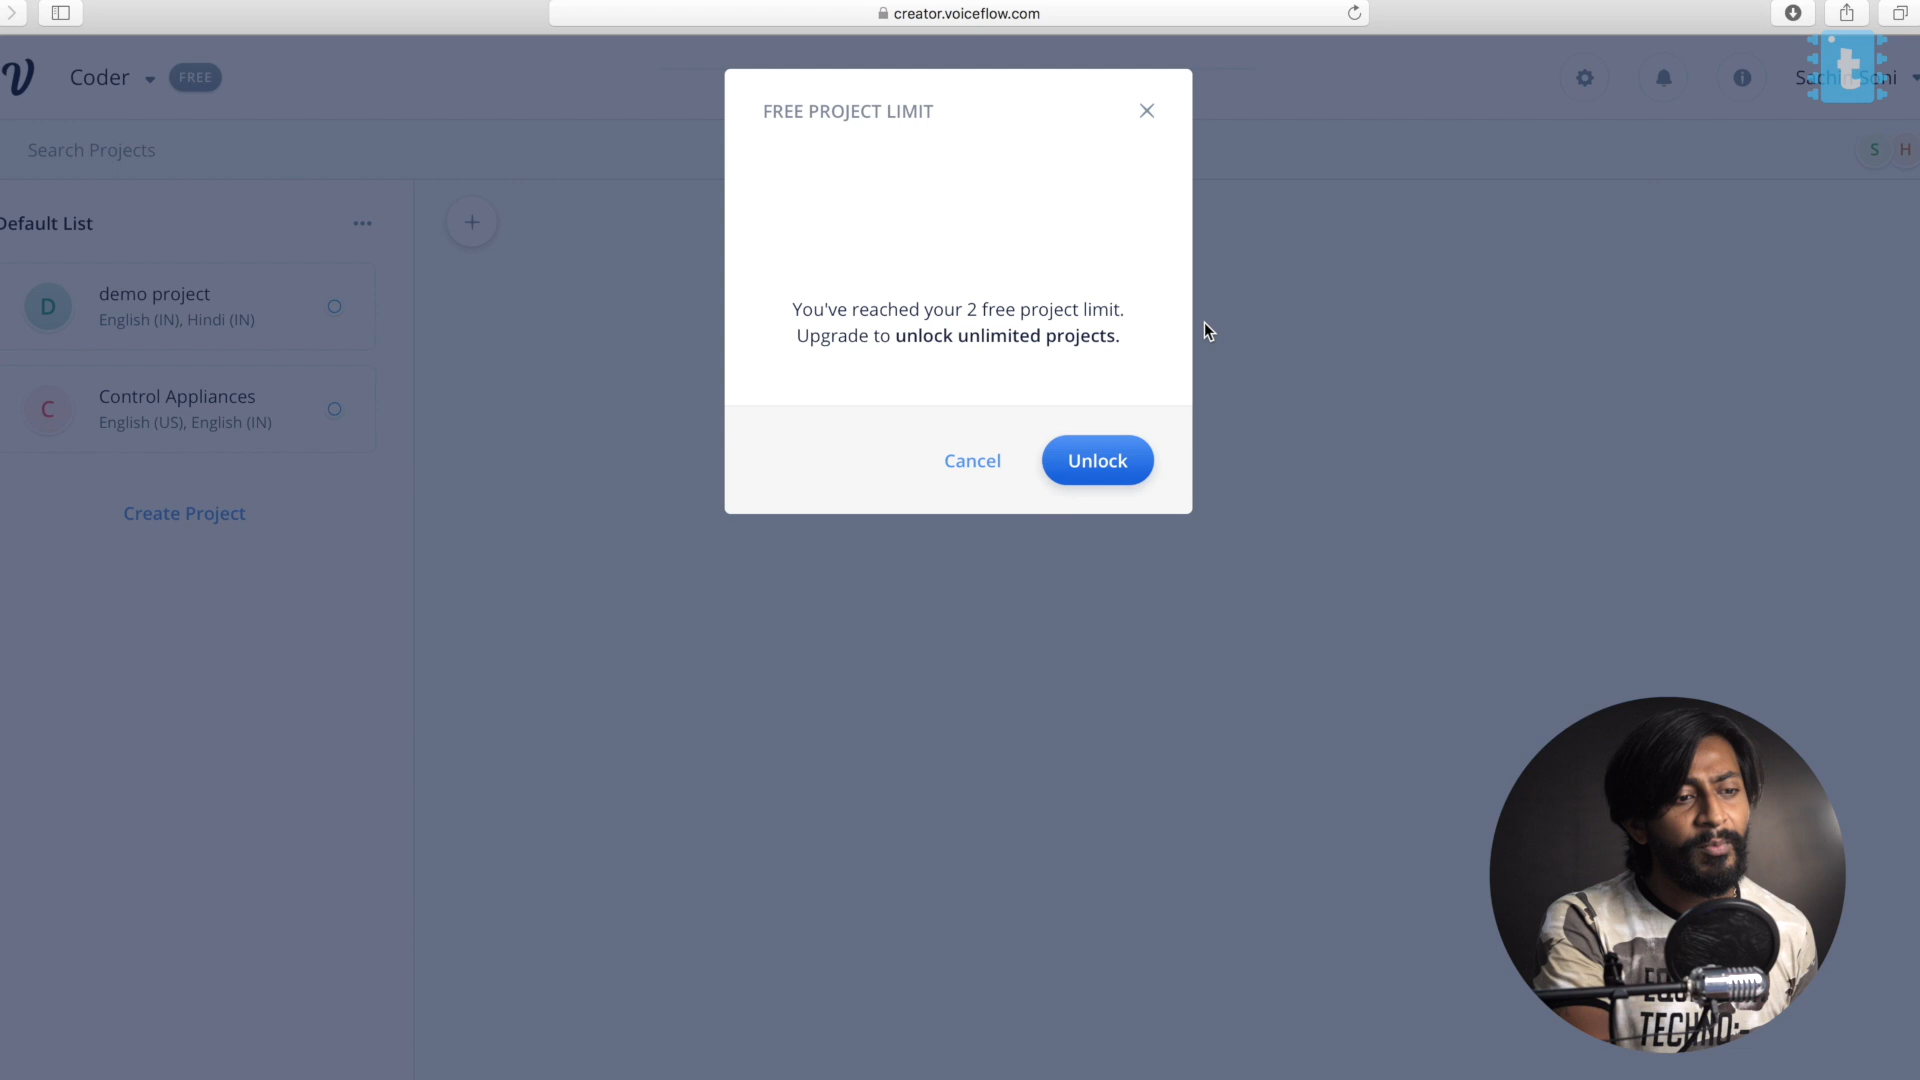 creator.voiceflow.com
Coder
FREE
t
FREE PROJECT LIMIT
Search Projects
S
H
Default List
D
demo project
English (IN), Hindi (IN)
You've reached your 2 free project limit.
Upgrade to unlock unlimited projects.
C
Control Appliances
English (US), English (IN)
Cancel
Unlock
Create Project